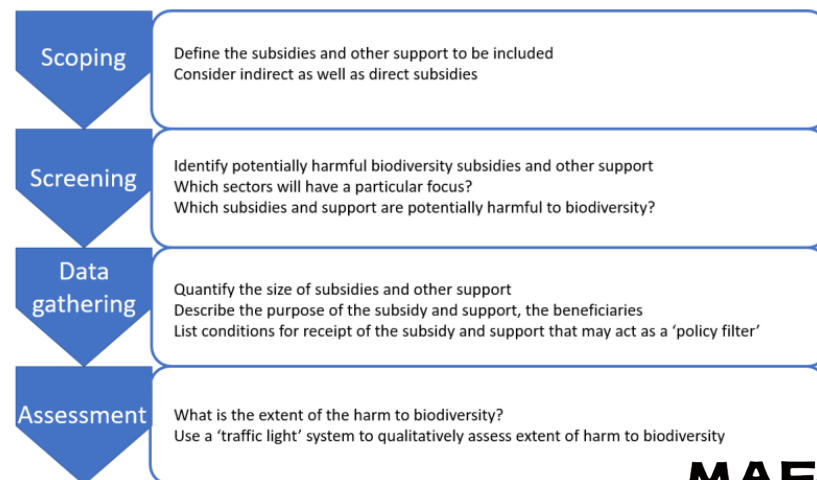 Scoping
Define the subsidies and other support to be included
Consider indirect as well as direct subsidies
Screening
Identify potentially harmful biodiversity subsidies and other support
Which sectors will have a particular focus?
Which subsidies and support are potentially harmful to biodiversity?
Data
gathering
Quantify the size of subsidies and other support
Describe the purpose of the subsidy and support, the beneficiaries
List conditions for receipt of the subsidy and support that may act as a ‘policy filter’
Assessment
What is the extent of the harm to biodiversity?
Use a ‘traffic light’ system to qualitatively assess extent of harm to biodiversity